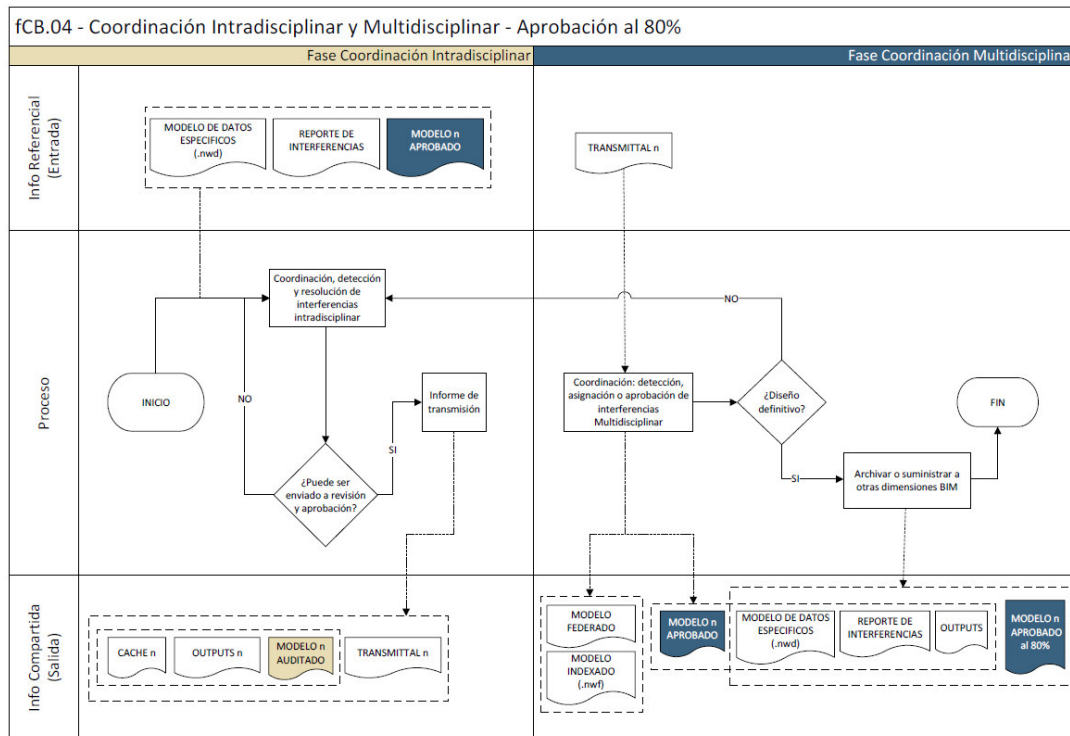 fCB.04 - Coordinación Intradisciplinar y Multidisciplinar - Aprobación al 80%
Fase Coordinación Intradisciplinar
Fase Coordinación Multidisciplina
Info Referencial
(Entrada)
MODELO DE DATOS
ESPECIFICOS
(.nwd)
REPORTE DE
INTERFERENCIAS
MODELO n
APROBADO
TRANSMITTAL n
Proceso
Coordinación, detección
y resolución de
interferencias
intradisciplinar
NO
INICIO
NO
Informe de
transmisión
SI
¿Puede ser
enviado a revisión
y aprobación?
Coordinación: detección,
asignación o aprobación de
interferencias
Multidisciplinar
¿Diseño
definitivo?
FIN
SI
Archivar o suministrar a
otras dimensiones BIM
Info Compartida
(Salida)
CACHE n
OUTPUTS n
MODELO n
AUDITADO
TRANSMITTAL n
MODELO
FEDERADO
MODELO
INDEXADO
(.nwf)
MODELO n
APROBADO
MODELO DE DATOS
ESPECIFICOS
(.nwd)
REPORTE DE
INTERFERENCIAS
OUTPUTS
MODELO n
APROBADO
al 80%